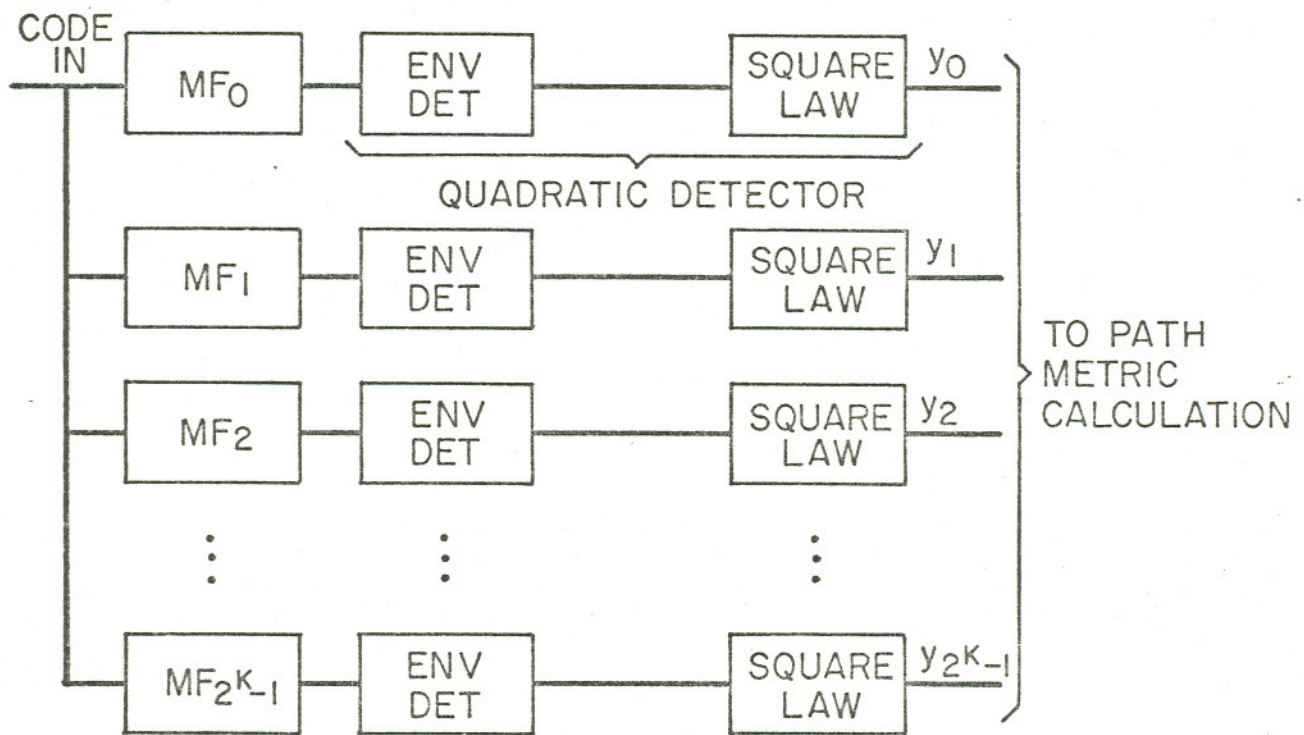 CODE
IN
MF0
ENV
DET
SQUARE
LAW
y0
QUADRATIC DETECTOR
MF1
ENV
DET
SQUARE
LAW
y1
TO PATH
METRIC
CALCULATION
MF2
ENV
DET
SQUARE
LAW
y2
MF2K-1
ENV
DET
SQUARE
LAW
y2K-1